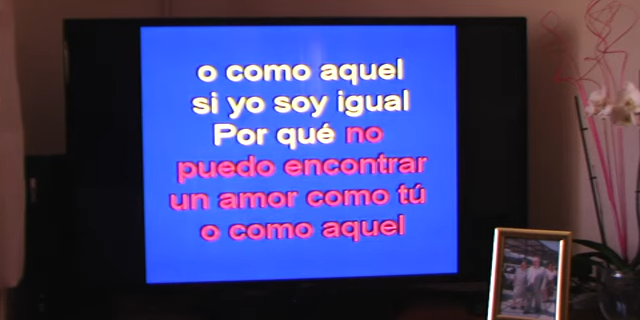 o como aquel
si yo soy igual
Por qué no
puedo encontrar
un amor como tú
o como aquel